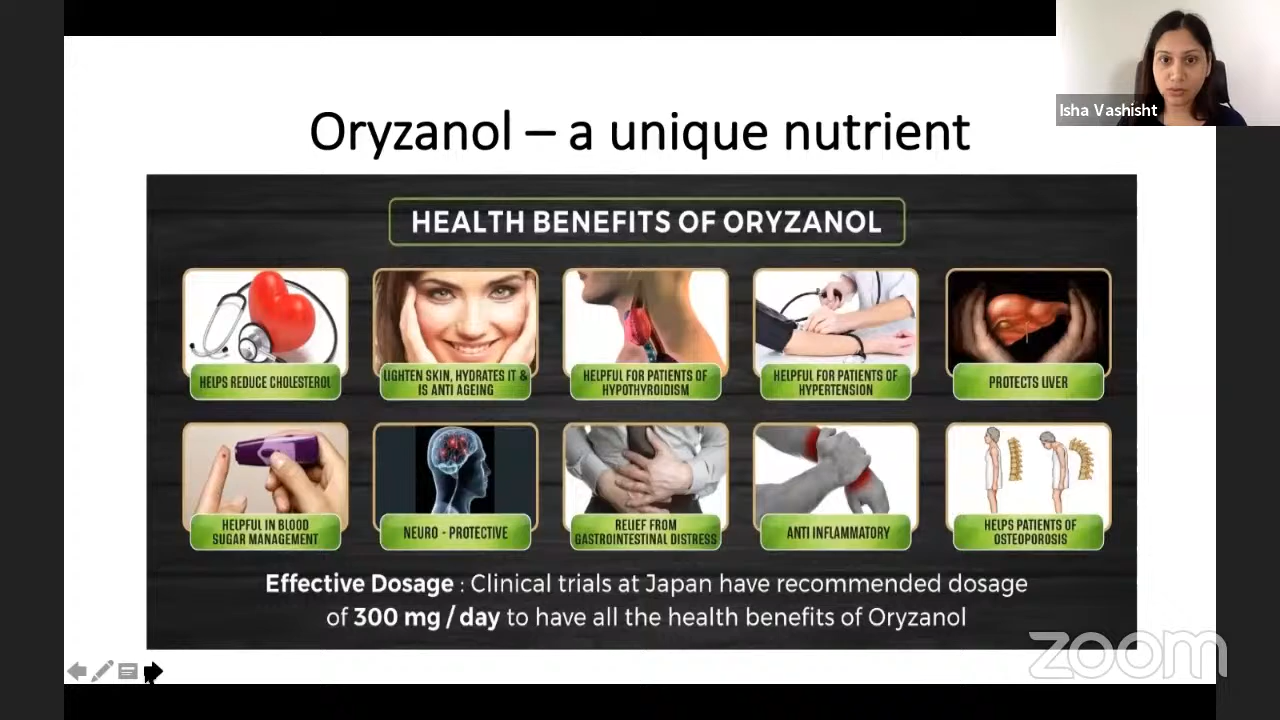 Isha Vashisht
Oryzanol – a unique nutrient
HEALTH BENEFITS OF ORYZANOL
HELPS REDUCE CHOLESTEROL
LIGHTEN SKIN, HYDRATES IT &
IS ANTI AGEING
HELPFUL FOR PATIENTS OF
HYPOTHYROIDISM
HELPFUL FOR PATIENTS OF
HYPERTENSION
PROTECTS LIVER
HELPFUL IN BLOOD
SUGAR MANAGEMENT
NEURO - PROTECTIVE
RELIEF FROM
GASTROINTESTINAL DISTRESS
ANTI INFLAMMATORY
HELPS PATIENTS OF
OSTEOPOROSIS
Effective Dosage : Clinical trials at Japan have recommended dosage
of 300 mg / day to have all the health benefits of Oryzanol
zoom